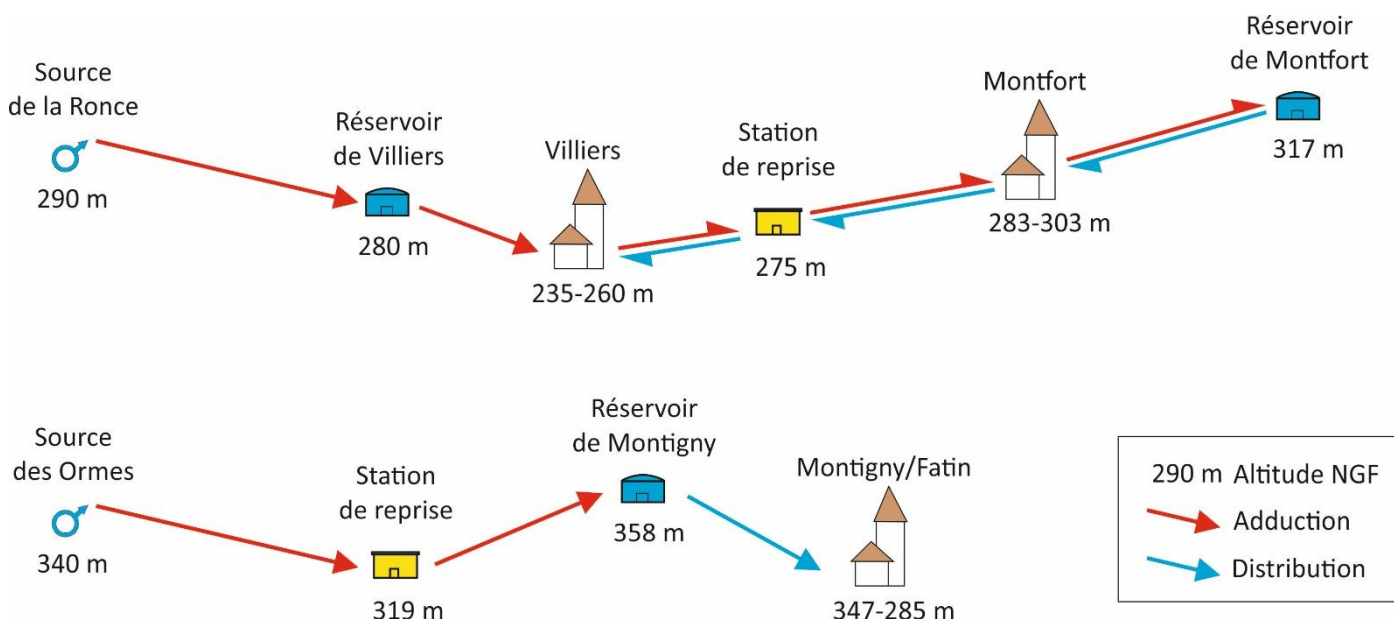 Source
de la Ronce
290 m
Réservoir
de Villiers
280 m
Villiers
235-260 m
Station
de reprise
275 m
Montfort
283-303 m
Réservoir
de Montfort
317 m
Source
des Ormes
340 m
Station
de reprise
319 m
Réservoir
de Montigny
358 m
Montigny/Fatin
347-285 m
290 m Altitude NGF
Adduction
Distribution